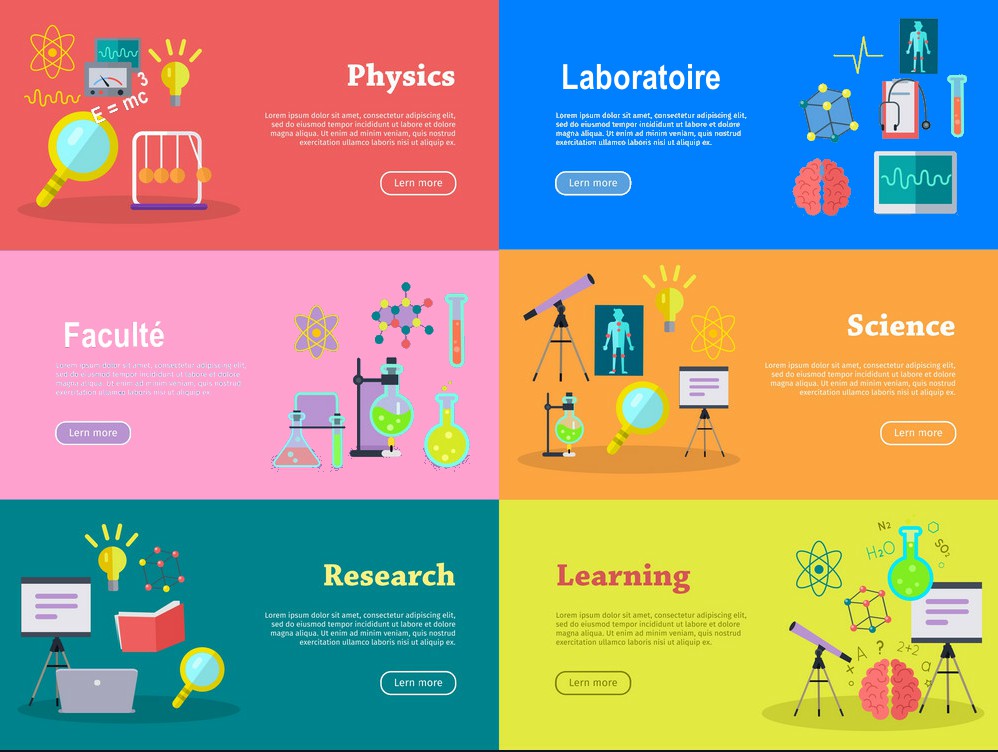 E = mc 3
Physics
Lorem ipsum dolor sit amet, consectetur adipiscing elit,
sed do eiusmod tempor incididunt ut labore et dolore
magna aliqua. Ut enim ad minim veniam, quis nostrud
exercitation ullamco laboris nisi ut aliquip ex.
Lern more
Laboratoire
Lorem ipsum dolor sit amet, consectetur adipiscing elit,
sed do eiusmod tempor incididunt ut labore et dolore
magna aliqua. Ut enim ad minim veniam, quis nostrud
exercitation ullamco laboris nisi ut aliquip ex.
Lern more
Faculté
Lorem ipsum dolor sit amet, consectetur adipiscing elit,
sed do eiusmod tempor incididunt ut labore et dolore
magna aliqua. Ut enim ad minim veniam, quis nostrud
exercitation ullamco laboris nisi ut aliquip ex.
Lern more
Science
Lorem ipsum dolor sit amet, consectetur adipiscing elit,
sed do eiusmod tempor incididunt ut labore et dolore
magna aliqua. Ut enim ad minim veniam, quis nostrud
exercitation ullamco laboris nisi ut aliquip ex.
Lern more
Research
Lorem ipsum dolor sit amet, consectetur adipiscing elit,
sed do eiusmod tempor incididunt ut labore et dolore
magna aliqua. Ut enim ad minim veniam, quis nostrud
exercitation ullamco laboris nisi ut aliquip ex.
Lern more
Learning
Lorem ipsum dolor sit amet, consectetur adipiscing elit,
sed do eiusmod tempor incididunt ut labore et dolore
magna aliqua. Ut enim ad minim veniam, quis nostrud
exercitation ullamco laboris nisi ut aliquip ex.
Lern more
N2
H2O
SO2
A ? 2+2
+ a